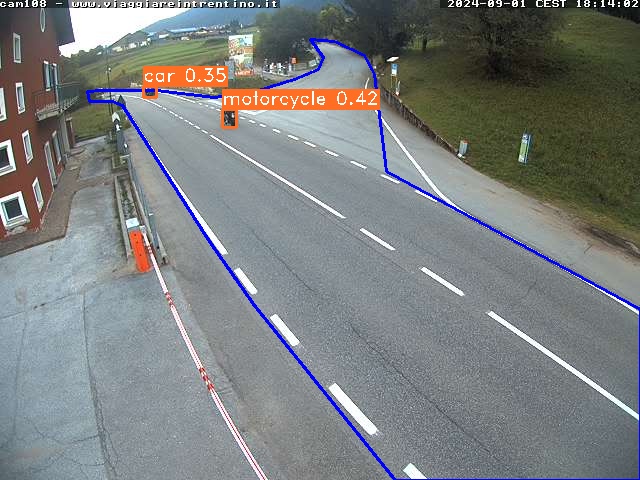 cam108 - www.viaggiareintrentino.it
2024-09-01 CEST 18:14:02
car 0.35
motorcycle 0.42